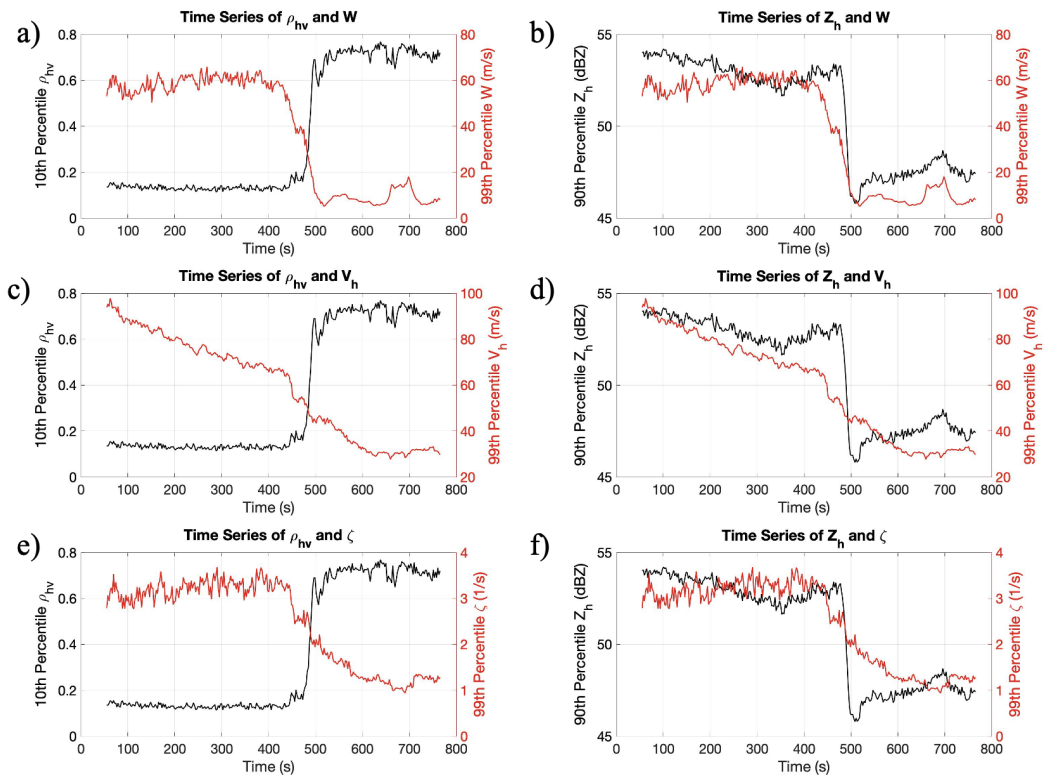 a)
Time Series of ρhv and W
10th Percentile ρhv
0.8
0.6
0.4
0.2
0
80
60
40
20
0
99th Percentile W (m/s)
0 100 200 300 400 500 600 700 800
Time (s)
b)
Time Series of Zh and W
90th Percentile Zh (dBZ)
55
50
45
80
60
40
20
0
99th Percentile W (m/s)
0 100 200 300 400 500 600 700 800
Time (s)
c)
Time Series of ρhv and Vh
10th Percentile ρhv
0.8
0.6
0.4
0.2
0
100
80
60
40
20
99th Percentile Vh (m/s)
0 100 200 300 400 500 600 700 800
Time (s)
d)
Time Series of Zh and Vh
90th Percentile Zh (dBZ)
55
50
45
100
80
60
40
20
99th Percentile Vh (m/s)
0 100 200 300 400 500 600 700 800
Time (s)
e)
Time Series of ρhv and ζ
10th Percentile ρhv
0.8
0.6
0.4
0.2
0
4
3
2
1
0
99th Percentile ζ (1/s)
0 100 200 300 400 500 600 700 800
Time (s)
f)
Time Series of Zh and ζ
90th Percentile Zh (dBZ)
55
50
45
4
3
2
1
0
99th Percentile ζ (1/s)
0 100 200 300 400 500 600 700 800
Time (s)